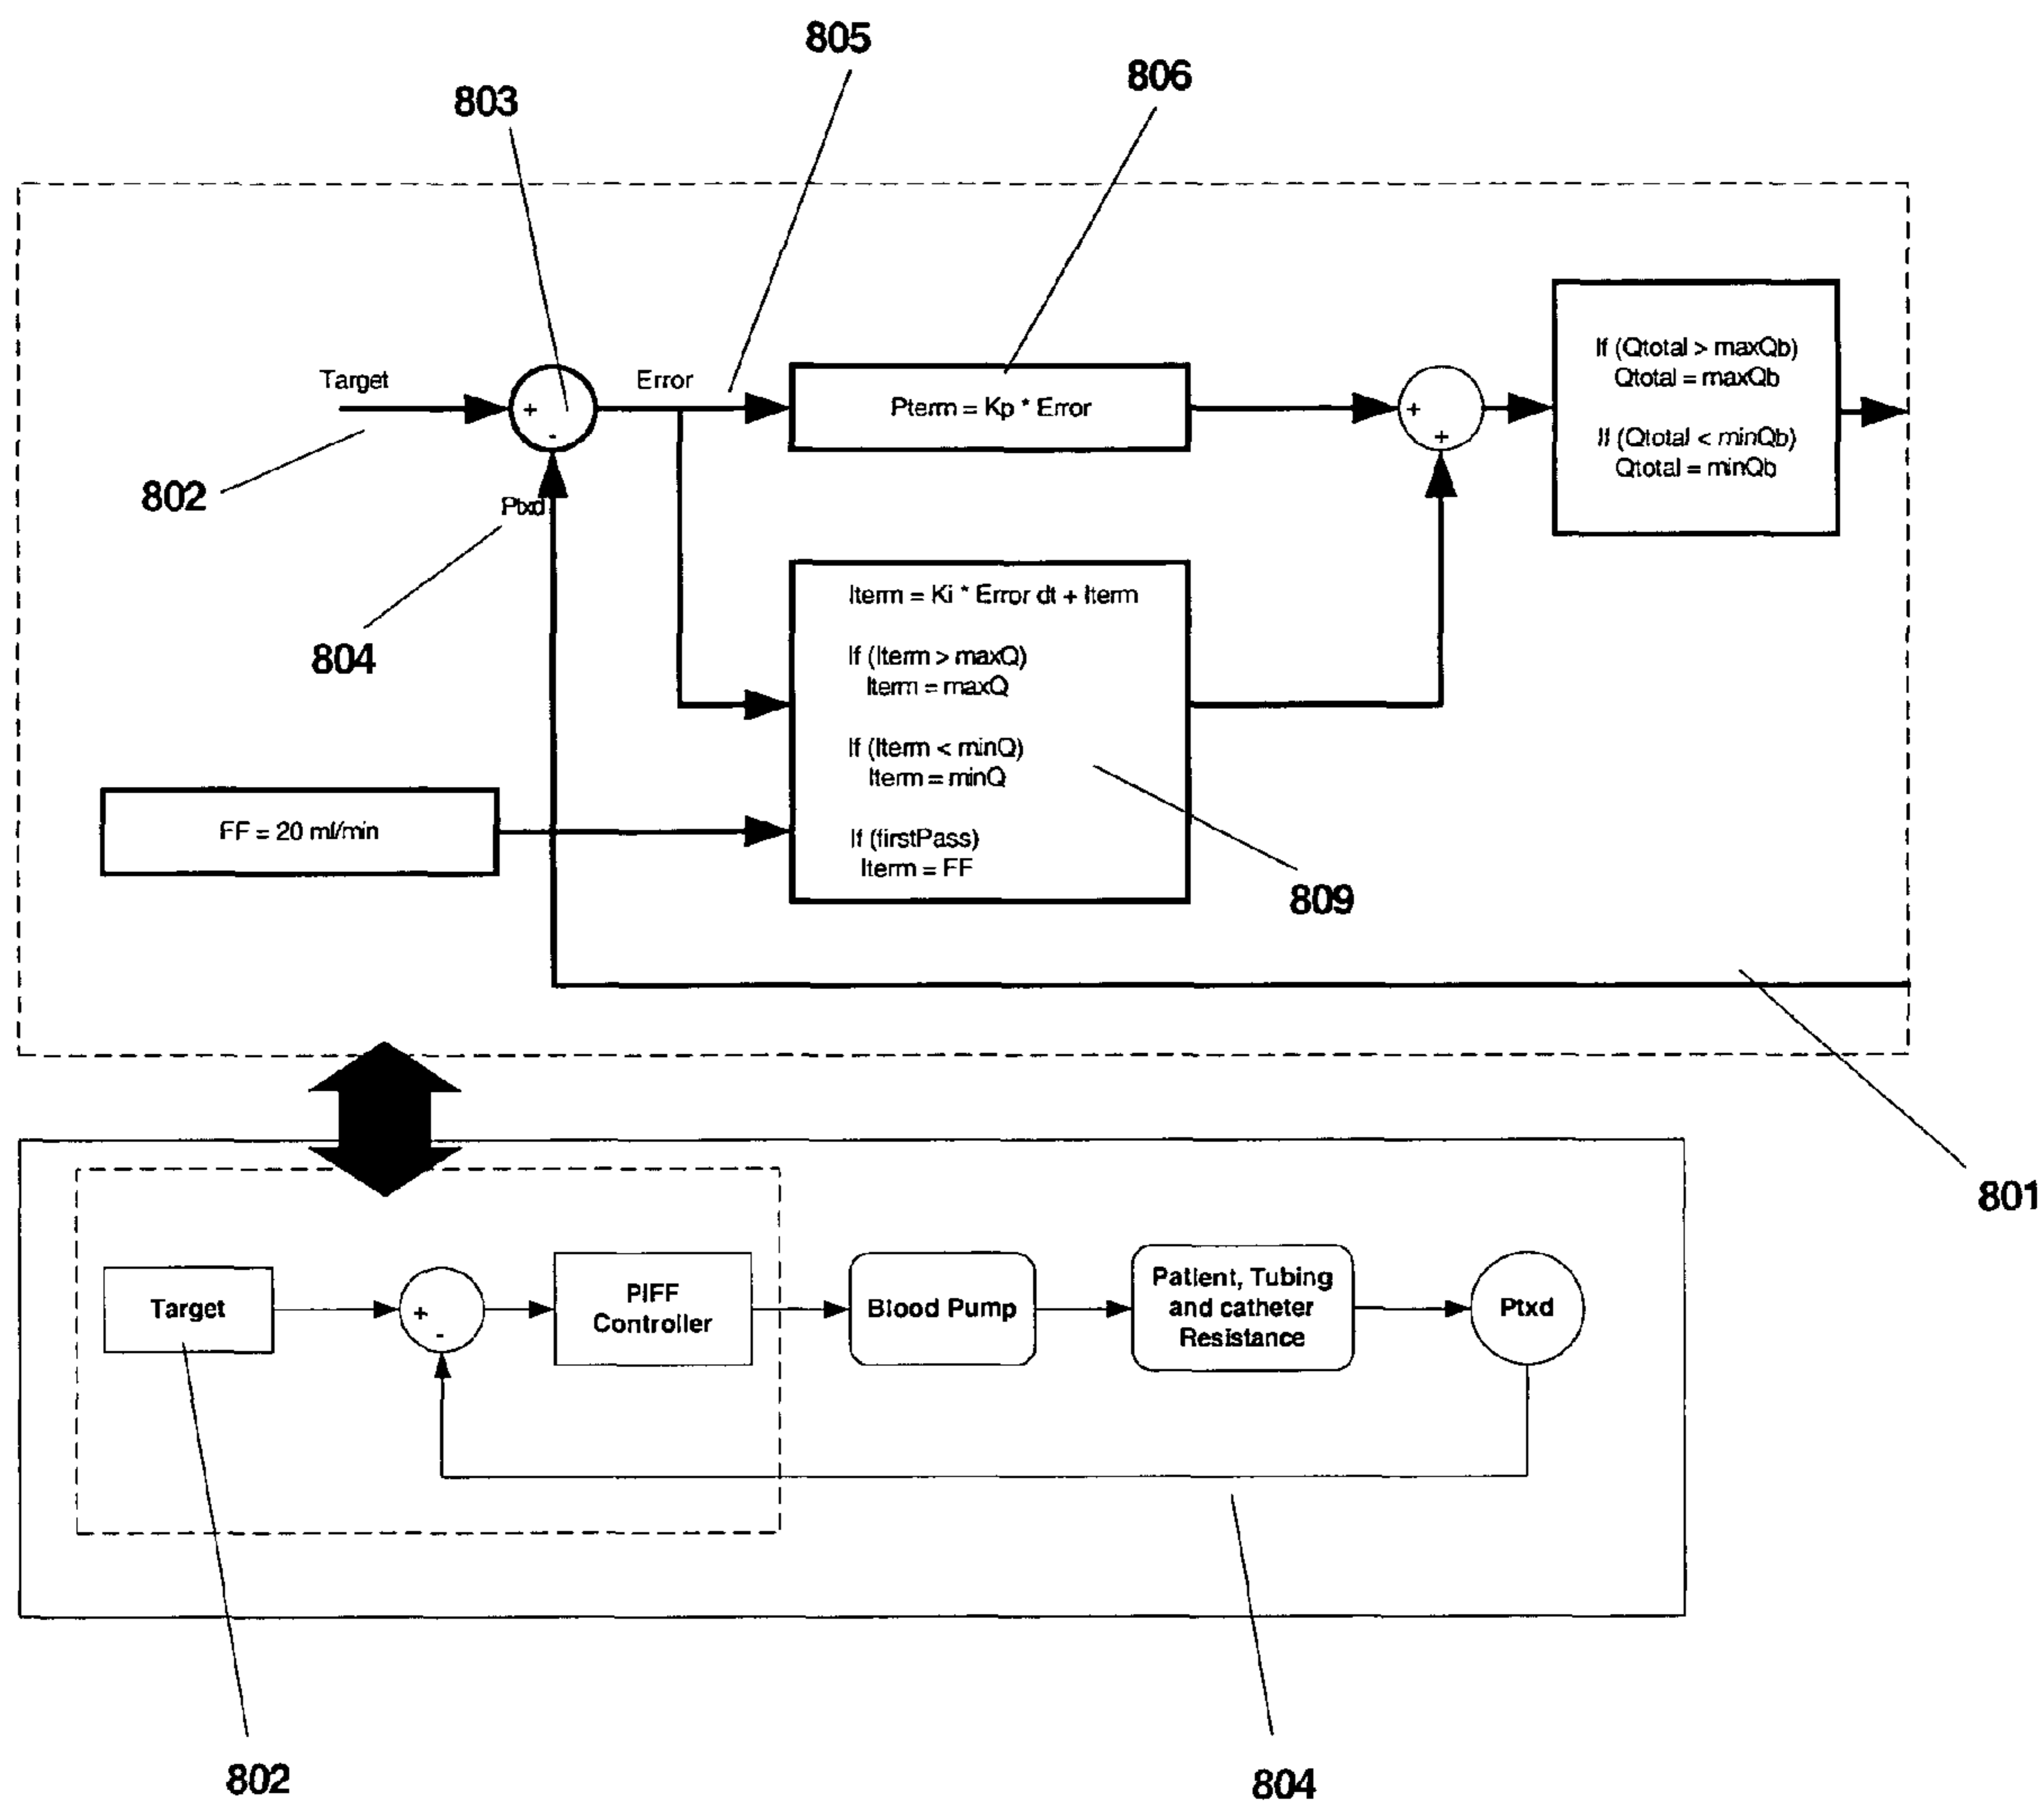 805
806
803
Target
Error
+
-
Pterm = Kp * Error
+
+
If (Qtotal > maxQb)
Qtotal = maxQb
If (Qtotal < minQb)
Qtotal = minQb
802
Ptxd
804
Iterm = Ki * Error dt + Iterm
If (Iterm > maxQ)
Iterm = maxQ
If (Iterm < minQ)
Iterm = minQ
If (firstPass)
Iterm = FF
FF = 20 ml/min
809
801
Target
+
-
PIFF
Controller
Blood Pump
Patient, Tubing
and catheter
Resistance
Ptxd
802
804